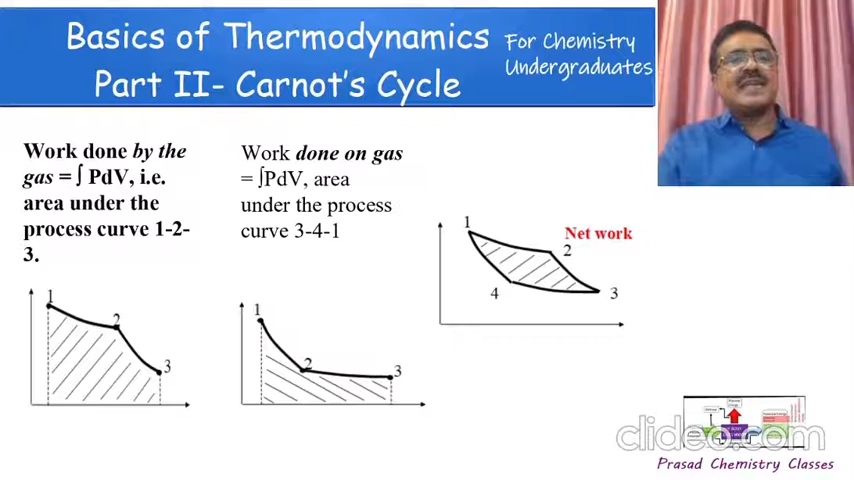 Basics of Thermodynamics
Part II- Carnot's Cycle
For Chemistry
Undergraduates
Work done by the
gas = ∫ PdV, i.e.
area under the
process curve 1-2-
3.
Work done on gas
= ∫PdV, area
under the process
curve 3-4-1
1
2
3
1
2
3
1
Net work
2
4
3
clideo.com
Prasad Chemistry Classes